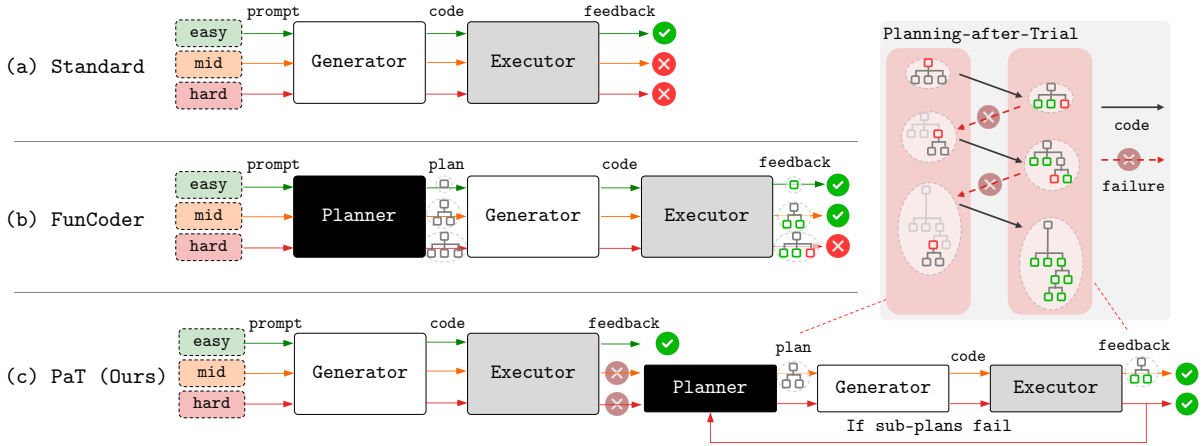 prompt code feedback
easy
mid
hard
(a) Standard
Generator
Executor
Planning-after-Trial
code
failure
prompt plan code feedback
easy
mid
hard
(b) FunCoder
Planner
Generator
Executor
prompt code feedback
easy
mid
hard
(c) PaT (Ours)
Generator
Executor
plan code feedback
Planner
Generator
Executor
If sub-plans fail